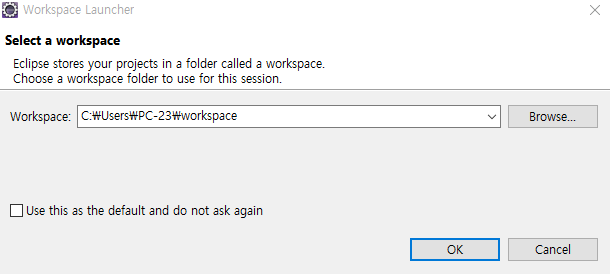 Workspace Launcher
Select a workspace
Eclipse stores your projects in a folder called a workspace.
Choose a workspace folder to use for this session.
Workspace: C:₩Users₩PC-23₩workspace Browse...
Use this as the default and do not ask again
OK Cancel